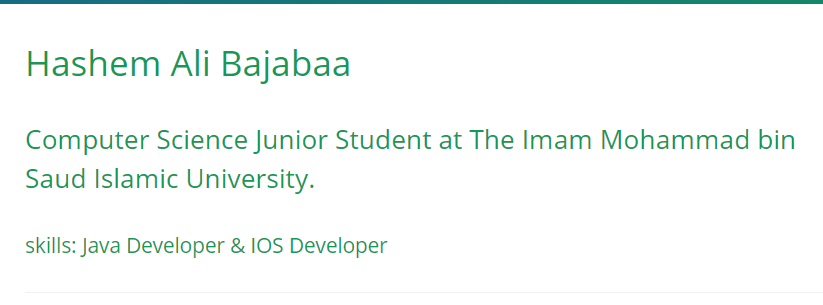 Hashem Ali Bajabaa
Computer Science Junior Student at The Imam Mohammad bin
Saud Islamic University.
skills: Java Developer & IOS Developer